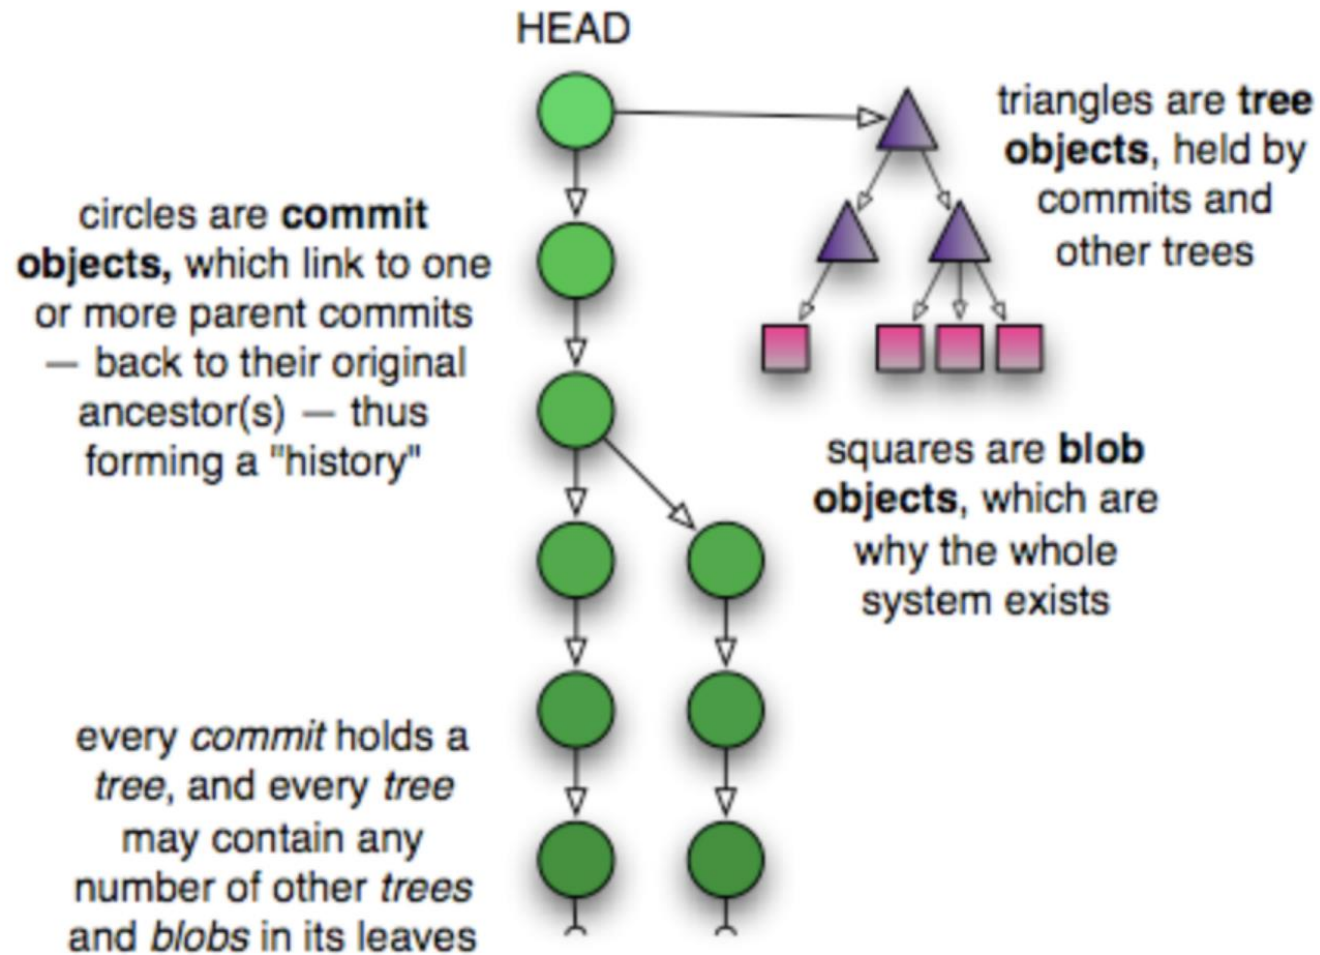 HEAD
triangles are tree
objects, held by
commits and
other trees
circles are commit
objects, which link to one
or more parent commits
— back to their original
ancestor(s) — thus
forming a "history"
squares are blob
objects, which are
why the whole
system exists
every commit holds a
tree, and every tree
may contain any
number of other trees
and blobs in its leaves